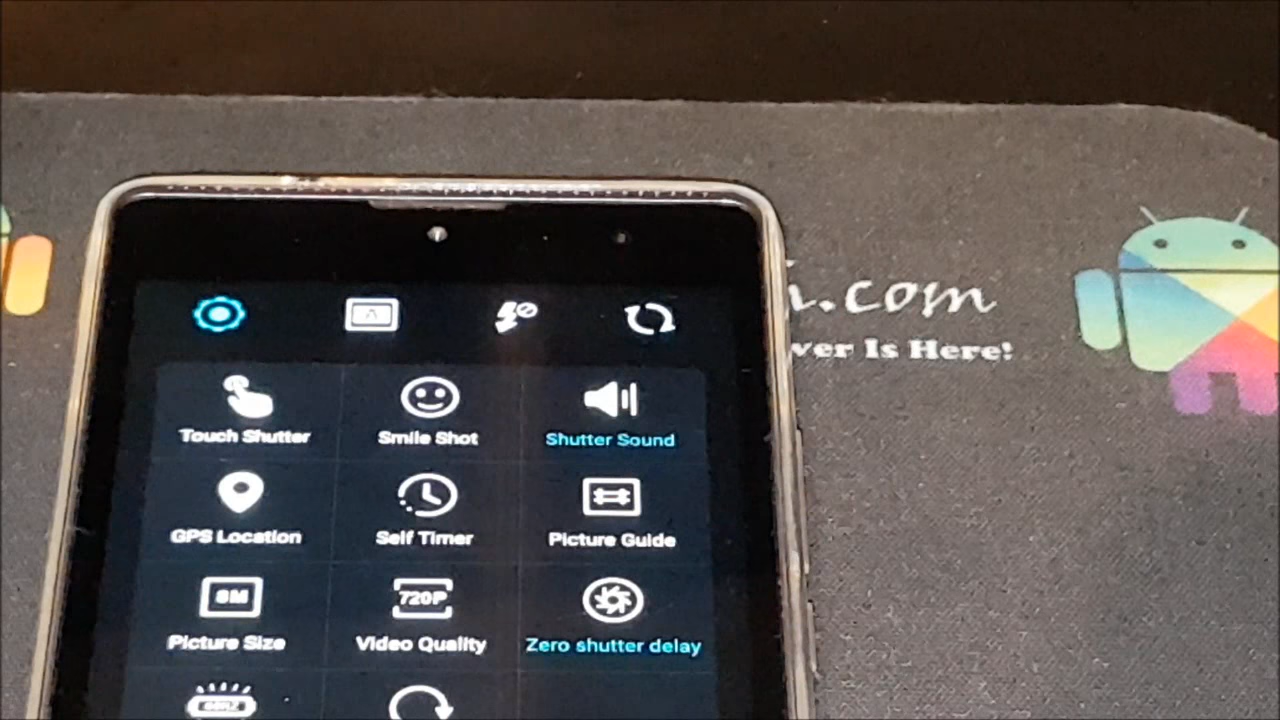 A
.com
ver Is Here!
Touch Shutter
Smile Shot
Shutter Sound
GPS Location
Self Timer
Picture Guide
8M
720P
Picture Size
Video Quality
Zero shutter delay